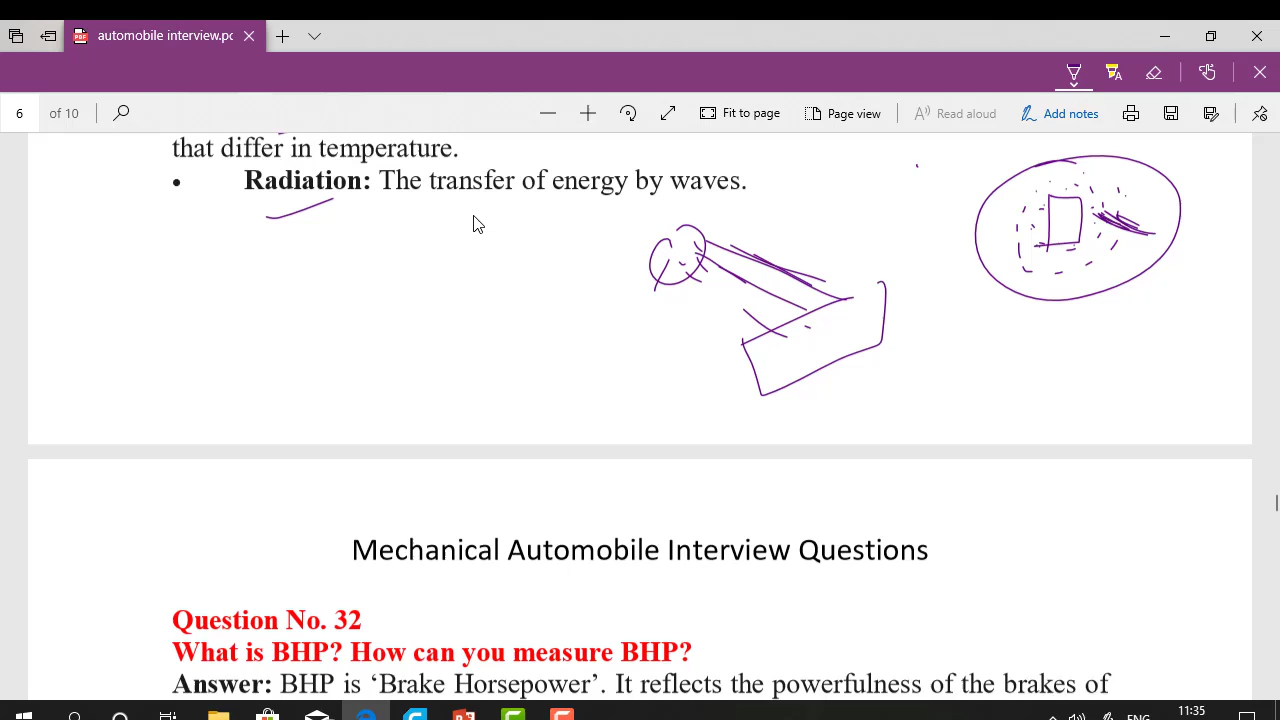 automobile interview.pc
6 of 10
Fit to page
Page view
Read aloud
Add notes
that differ in temperature.
• Radiation: The transfer of energy by waves.
Mechanical Automobile Interview Questions
Question No. 32
What is BHP? How can you measure BHP?
Answer: BHP is ‘Brake Horsepower’. It reflects the powerfulness of the brakes of
11:35